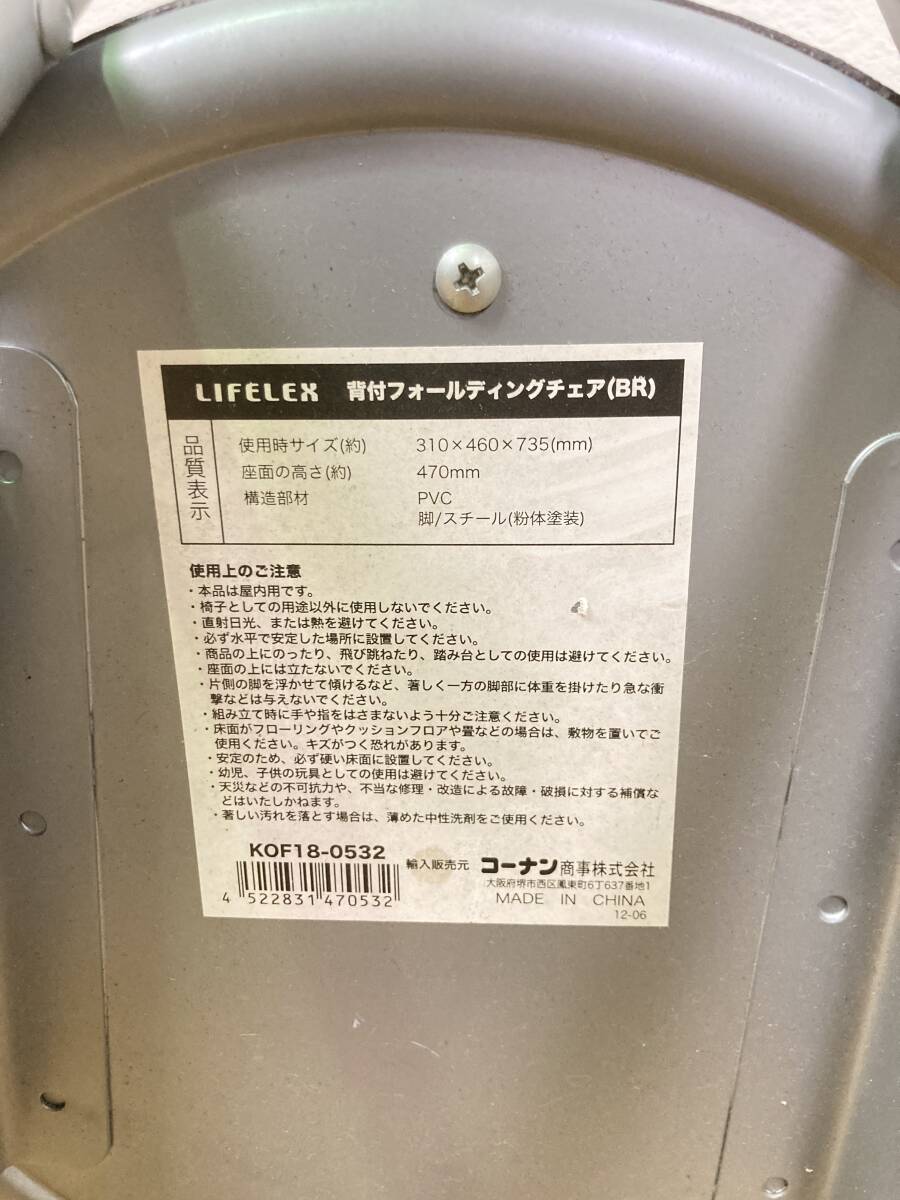 LIFELEX 背付フォールディングチェア(BR)
品質表示
使用時サイズ(約) 310×460×735(mm)
座面の高さ(約) 470mm
構造部材 PVC
脚/スチール(粉体塗装)
使用上のご注意
・本品は屋内用です。
・椅子としての用途以外に使用しないでください。
・直射日光、または熱を避けてください。
・必ず水平で安定した場所に設置してください。
・商品の上にのったり、飛び跳ねたり、踏み台としての使用は避けてください。
・座面の上には立たないでください。
・片側の脚を浮かせて傾けるなど、著しく一方の脚部に体重を掛けたり急な衝
撃などは与えないでください。
・組み立て時に手や指をはさまないよう十分ご注意ください。
・床面がフローリングやクッションフロアや畳などの場合は、敷物を置いてご
使用ください。キズがつく恐れがあります。
・安定のため、必ず硬い床面に設置してください。
・幼児、子供の玩具としての使用は避けてください。
・天災などの不可抗力や、不当な修理・改造による故障・破損に対する補償な
どはいたしかねます。
・著しい汚れを落とす場合は、薄めた中性洗剤をご使用ください。
KOF18-0532
4 522831 470532
輸入販売元 コーナン商事株式会社
大阪府堺市西区鳳東町6丁637番地1
MADE IN CHINA
12-06